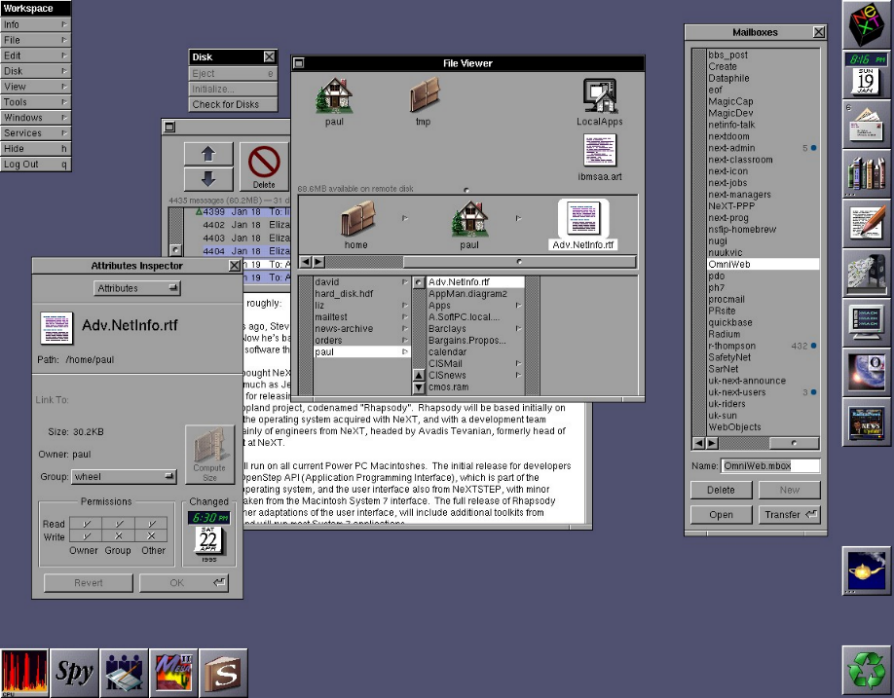 Workspace
Info
File
Edit
Disk
View
Tools
Windows
Services
Hide h
Log Out q
Disk
Eject e
Initialize...
Check for Disks
File Viewer
paul
tmp
LocalApps
ibmsaa.art
68.6MB available on remote disk
home
paul
Adv.NetInfo.rtf
david
hard_disk.hdf
liz
mailtest
news-archive
orders
paul
Adv.NetInfo.rtf
AppMan.diagram2
Apps
A.SoftPC.local....
Barclays
Bargains.Propos...
calendar
CISMail
CISnews
cmos.ram
Delete
4435 messages (80.2MB) — 31 d
4399 Jan 18 To: li
4402 Jan 18 Eliza
4403 Jan 18 Eliza
4404 Jan 18 Eliza
n 19 To: A
n 19 To: A
roughly:
s ago, Stev
Now he's ba
software th
ought NeX
much as Je
for releasin
pland project, codenamed "Rhapsody". Rhapsody will be based initially on
the operating system acquired with NeXT, and with a development team
ainly of engineers from NeXT, headed by Avadis Tevanian, formerly head of
t at NeXT.
ll run on all current Power PC Macintoshes. The initial release for developers
OpenStep API (Application Programming Interface), which is part of the
perating system, and the user interface also from NeXTSTEP, with minor
aken from the Macintosh System 7 interface. The full release of Rhapsody
her adaptations of the user interface, will include additional toolkits from
and will run most System 7 applications.
Attributes Inspector
Attributes
Adv.NetInfo.rtf
Path: /home/paul
Link To:
Size: 30.2KB
Owner: paul
Group: wheel
Compute
Size
Permissions
Read
Write
Owner Group Other
Changed
6:30 PM
SAT
22
APR
1995
Revert
OK
Mailboxes
bbs_post
Create
Dataphile
eof
MagicCap
MagicDev
netinfo-talk
nextdoom
next-admin 5
next-classroom
next-icon
next-jobs
next-managers
NeXT-PPP
next-prog
nsfip-homebrew
nugi
nuukvic
OmniWeb
pdo
ph7
procmail
PRsite
quickbase
Radium
r-thompson 432
SafetyNet
SarNet
uk-next-announce
uk-next-users 3
uk-riders
uk-sun
WebObjects
Name: OmniWeb.mbox
Delete
New
Open
Transfer
NeXT
8:16 PM
SUN
19
JAN
6
NEWS
CPU
Spy
S